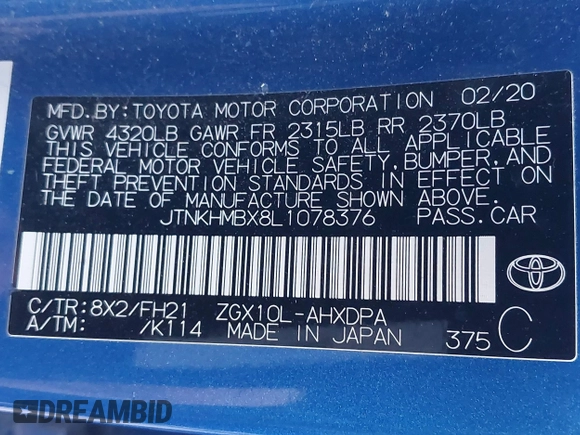 MFD.BY:TOYOTA MOTOR CORPORATION 02/20
GVWR 4320LB GAWR FR 2315LB RR 2370LB
THIS VEHICLE CONFORMS TO ALL APPLICABLE
FEDERAL MOTOR VEHICLE SAFETY,BUMPER,AND
THEFT PREVENTION STANDARDS IN EFFECT ON
THE DATE OF MANUFACTURE SHOWN ABOVE.
JTNKHMBX8L1078376 PASS.CAR
C/TR:8X2/FH21 ZGX10L-AHXDPA
A/TM: /K114 MADE IN JAPAN 375 C
DREAMBID